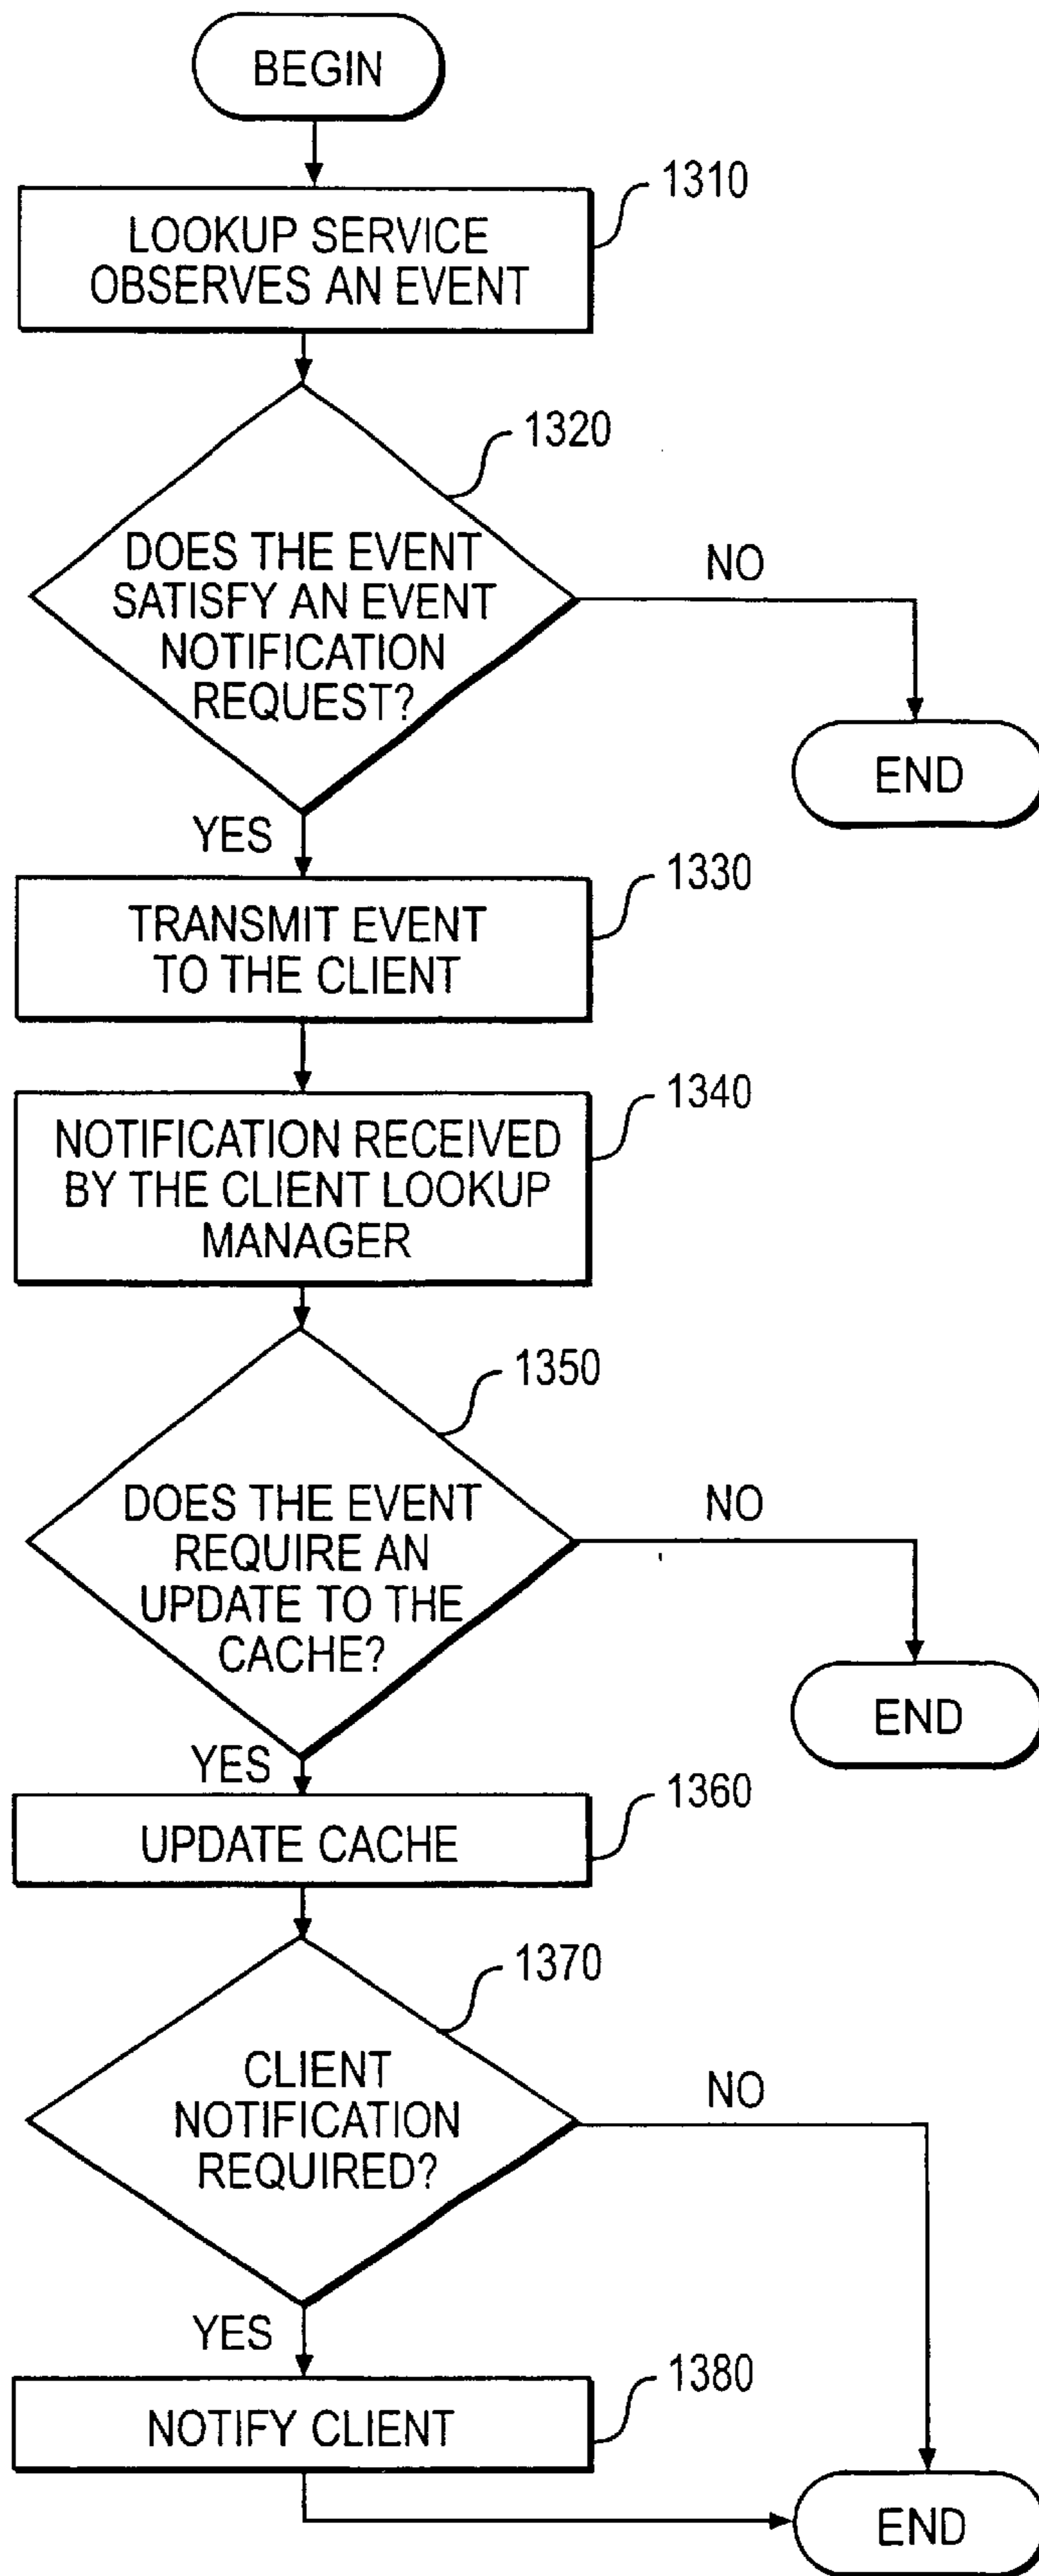 BEGIN
1310
LOOKUP SERVICE
OBSERVES AN EVENT
1320
DOES THE EVENT
SATISFY AN EVENT
NOTIFICATION
REQUEST?
NO
END
YES
1330
TRANSMIT EVENT
TO THE CLIENT
1340
NOTIFICATION RECEIVED
BY THE CLIENT LOOKUP
MANAGER
1350
DOES THE EVENT
REQUIRE AN
UPDATE TO THE
CACHE?
NO
END
YES
1360
UPDATE CACHE
1370
CLIENT
NOTIFICATION
REQUIRED?
NO
YES
1380
NOTIFY CLIENT
END